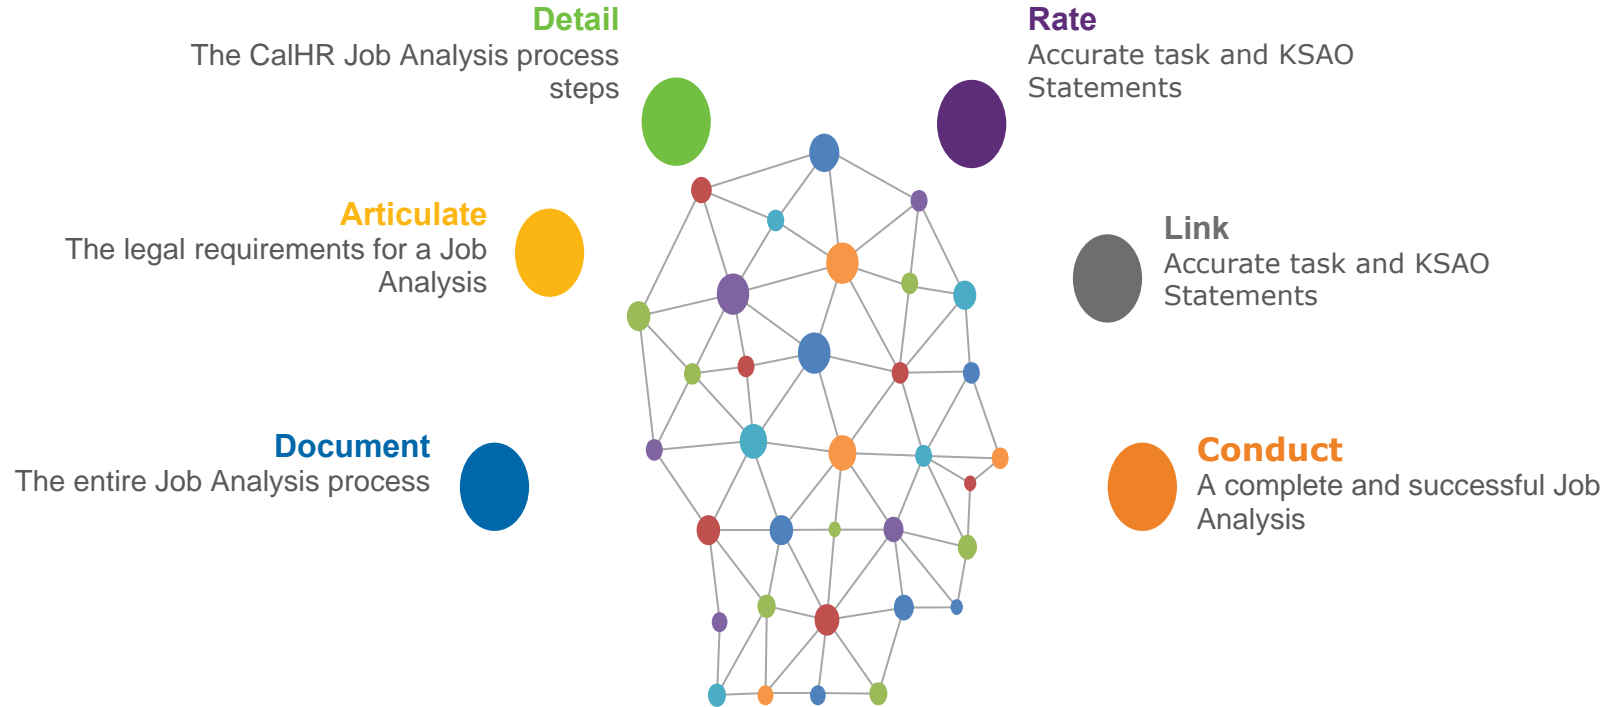 Detail
The CalHR Job Analysis process
steps
Articulate
The legal requirements for a Job
Analysis
Document
The entire Job Analysis process
Rate
Accurate task and KSAO
Statements
Link
Accurate task and KSAO
Statements
Conduct
A complete and successful Job
Analysis